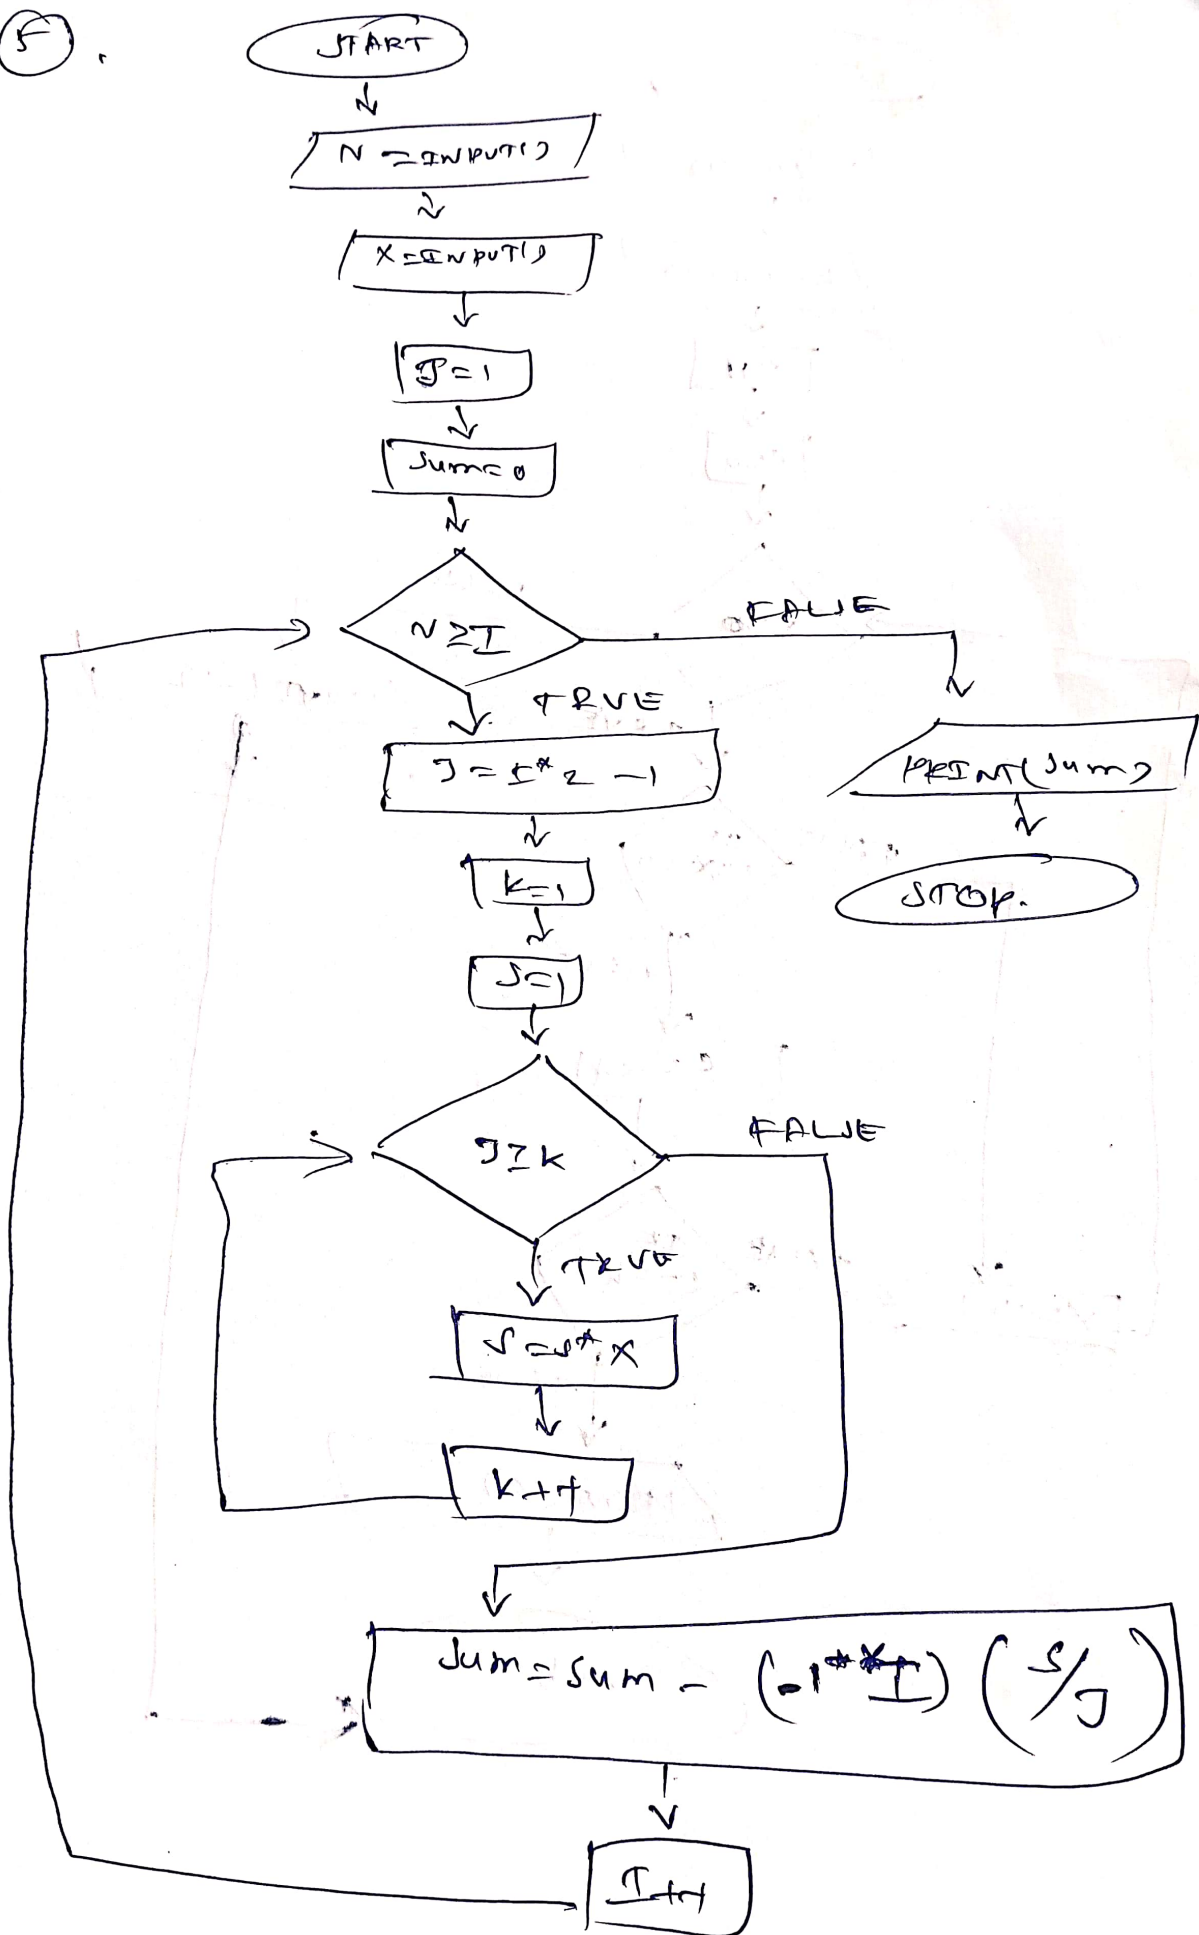 5.
START
N = INPUT()
X = INPUT()
I = 1
Sum = 0
N ≥ I
FALSE
TRUE
J = I * 2 - 1
PRINT(Sum)
K = 1
STOP.
S = 1
J ≥ K
FALSE
TRUE
S = S * X
K++
Sum = Sum - (-1**I) (S/J)
I++